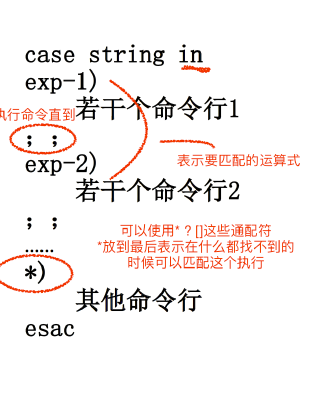 case string in
exp-1)
若干个命令行1
执行命令直到
；；
exp-2)
表示要匹配的运算式
若干个命令行2
；；
可以使用* ? []这些通配符
……
*放到最后表示在什么都找不到的
时候可以匹配这个执行
*)
其他命令行
esac